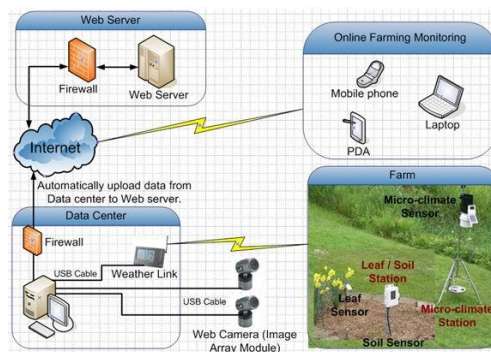 Web Server
Firewall
Web Server
Online Farming Monitoring
Mobile phone
Laptop
PDA
Internet
Automatically upload data from
Data center to Web server.
Data Center
Firewall
USB Cable
Weather Link
USB Cable
Web Camera (Image
Array Module)
Farm
Micro-climate
Sensor
Leaf / Soil
Station
Leaf
Sensor
Micro-climate
Station
Soil Sensor